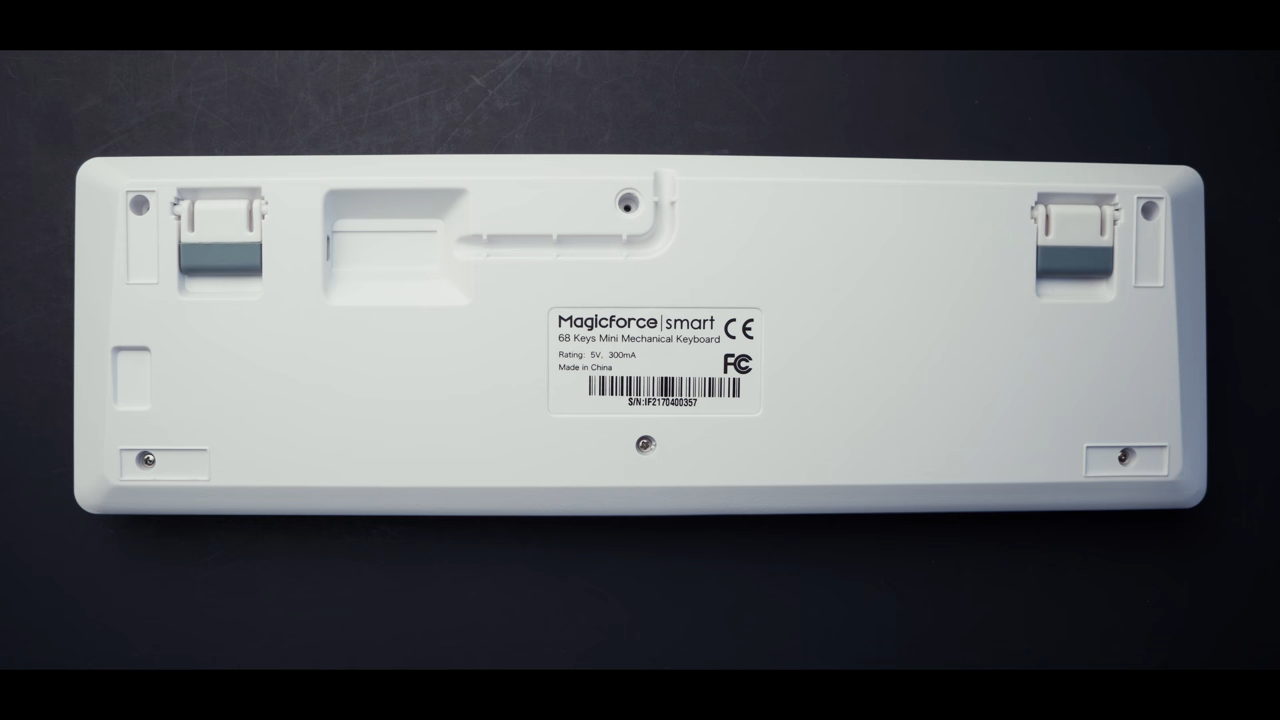 Magicforce|smart
CE
68 Keys Mini Mechanical Keyboard
Rating: 5V, 300mA
FC
Made in China
S/N:IF2170400357